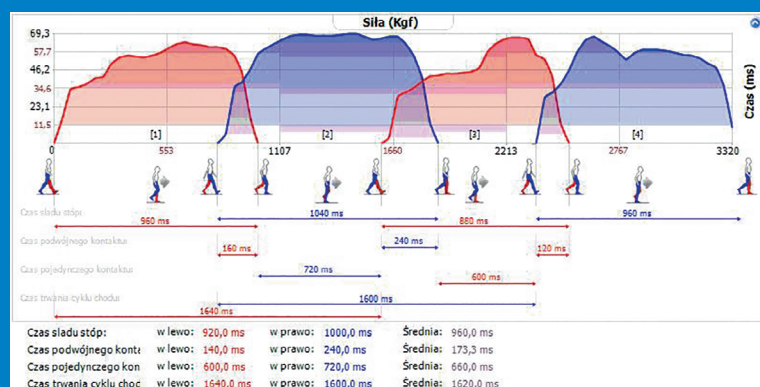 Siła (Kgf)
69,3
57,7
46,2
34,6
23,1
11,5
Czas (ms)
[1] [2] [3] [4]
0 553 1107 1660 2213 2767 3320
Czas sladu stóp:
1040 ms 960 ms
960 ms 880 ms
Czas podwójnego kontaktu:
240 ms
160 ms 120 ms
Czas pojedynczego kontaktu:
720 ms 600 ms
Czas trwania cyklu chodu:
1600 ms
1640 ms
Czas sladu stóp: w lewo: 920,0 ms w prawo: 1000,0 ms Średnia: 960,0 ms
Czas podwójnego konta w lewo: 140,0 ms w prawo: 240,0 ms Średnia: 173,3 ms
Czas pojedynczego kon w lewo: 600,0 ms w prawo: 720,0 ms Średnia: 660,0 ms
Czas trwania cyklu choc w lewo: 1640,0 ms w prawo: 1600,0 ms Średnia: 1620,0 ms